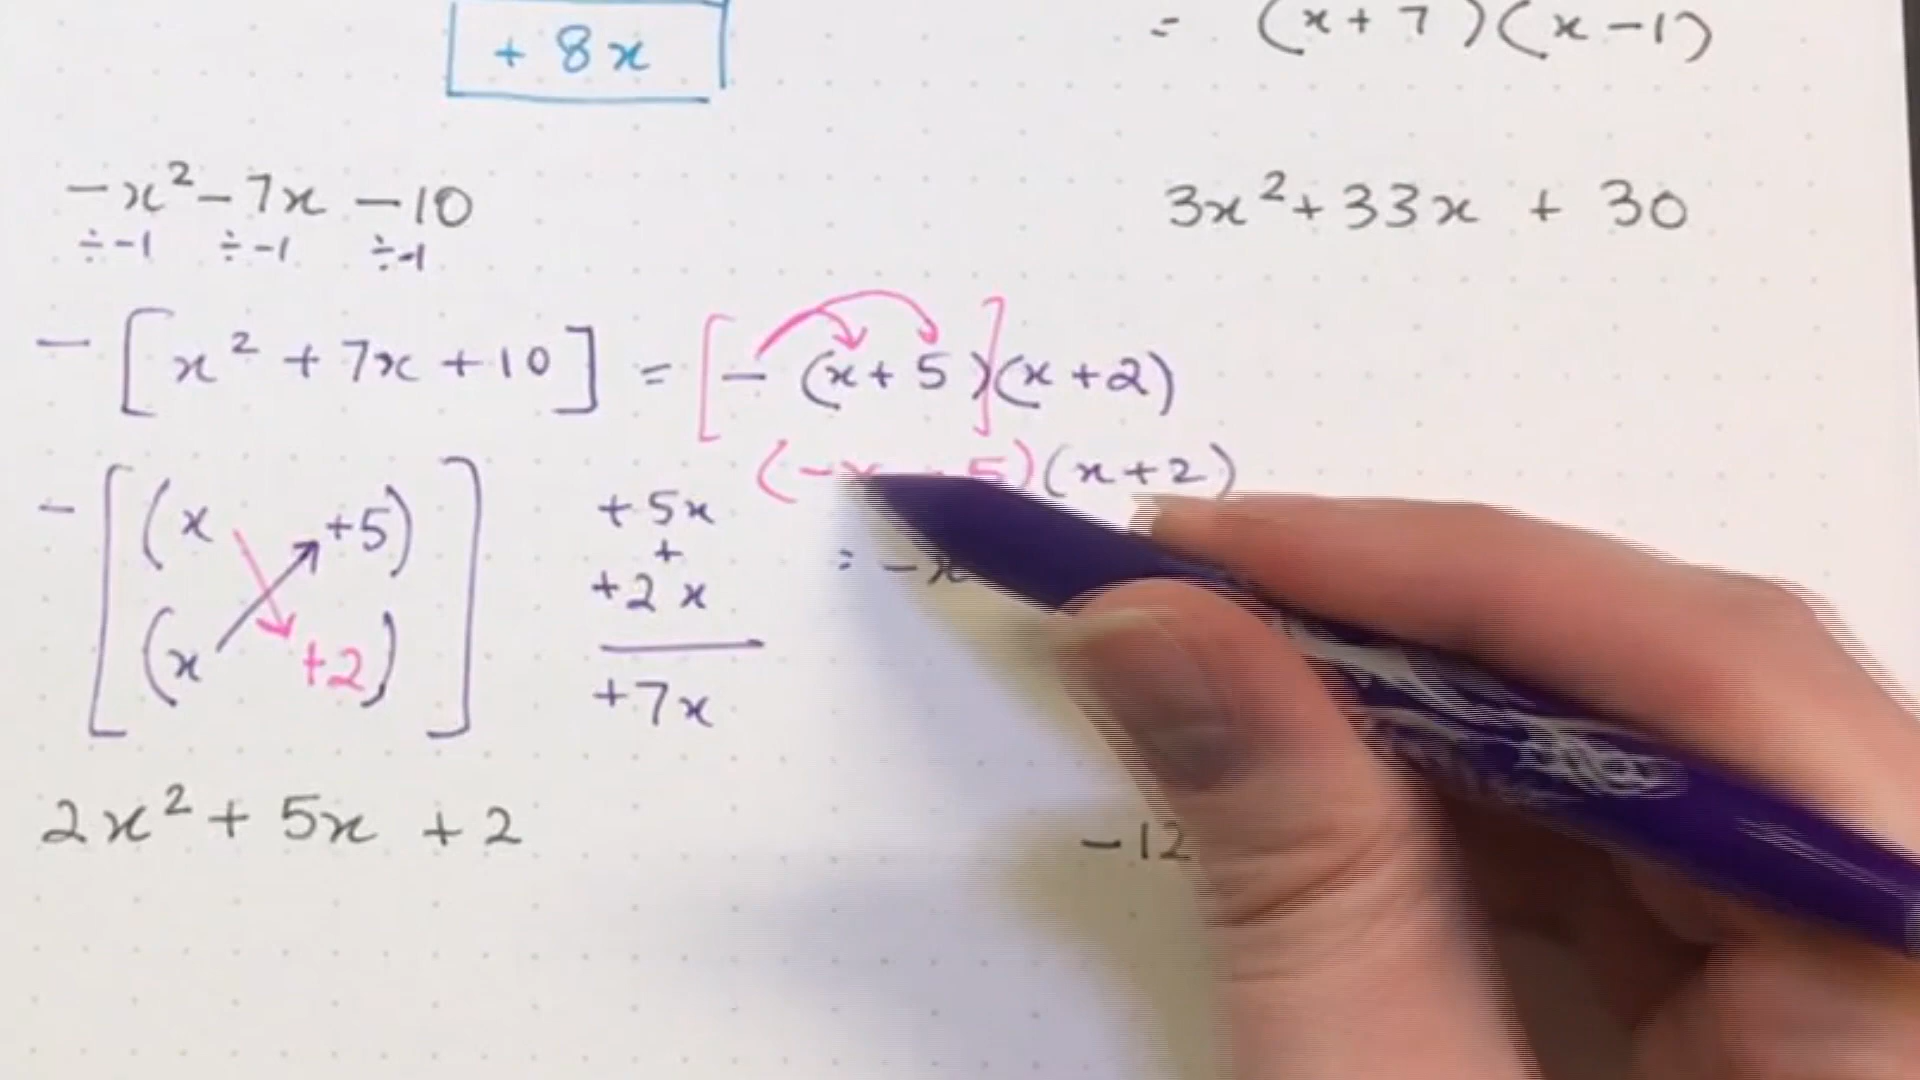 + 8x
= (x + 7)(x - 1)
-x² - 7x - 10
÷-1 ÷-1 ÷-1
3x² + 33x + 30
- [x² + 7x + 10] = [- (x + 5)](x + 2)
(-x - 5)(x + 2)
- [(x +5)
(x +2)]
+5x
+
+2x
+7x
= -x
2x² + 5x + 2
-12